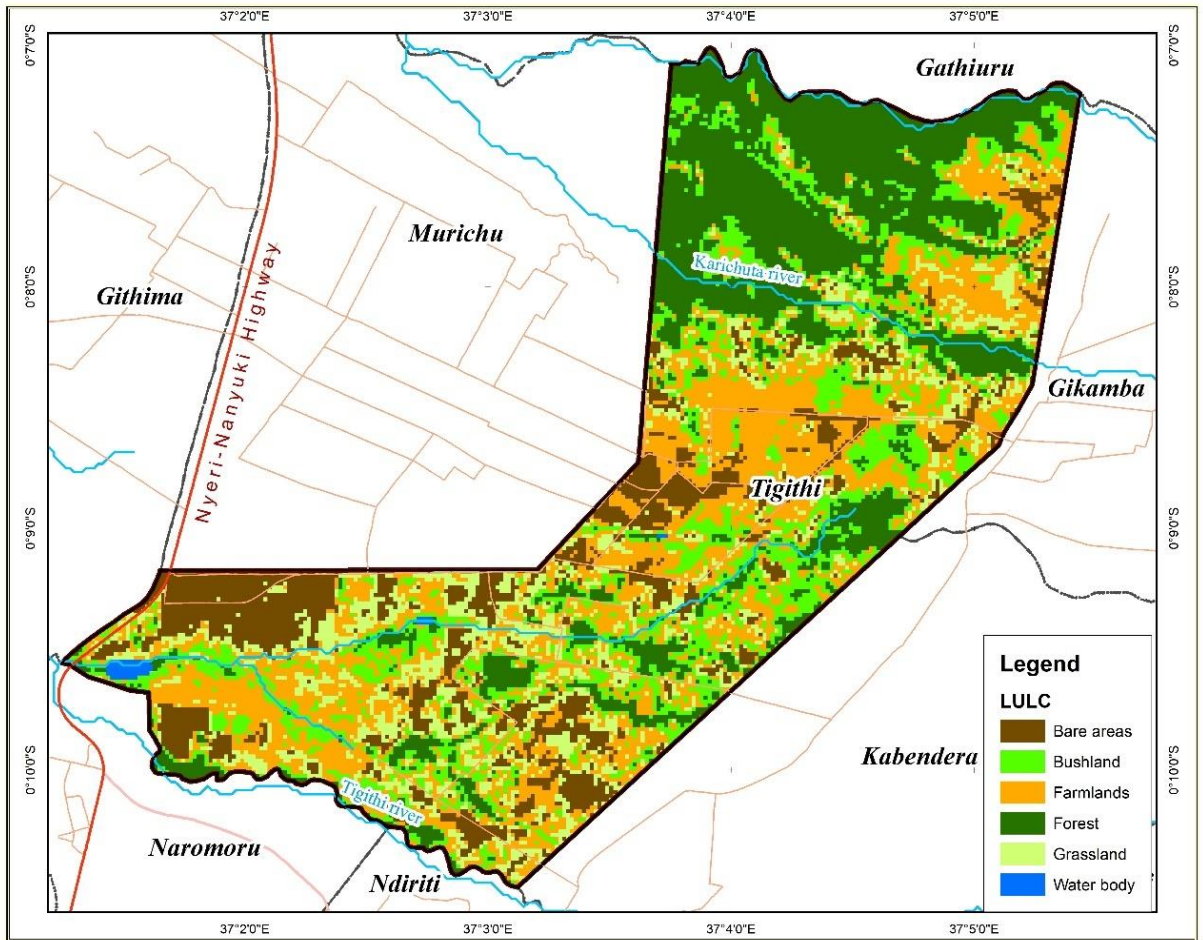 37°2'0"E
37°3'0"E
37°4'0"E
37°5'0"E
0°7'0"S
0°7'0"S
Gathiuru
Murichu
Karichuta river
Githima
0°8'0"S
0°8'0"S
Nyeri-Nanyuki Highway
Gikamba
Tigithi
0°9'0"S
0°9'0"S
Legend
LULC
Bare areas
Bushland
Farmlands
Forest
Grassland
Water body
Kabendera
0°10'0"S
0°10'0"S
Tigithi river
Naromoru
Ndiriti
37°2'0"E
37°3'0"E
37°4'0"E
37°5'0"E